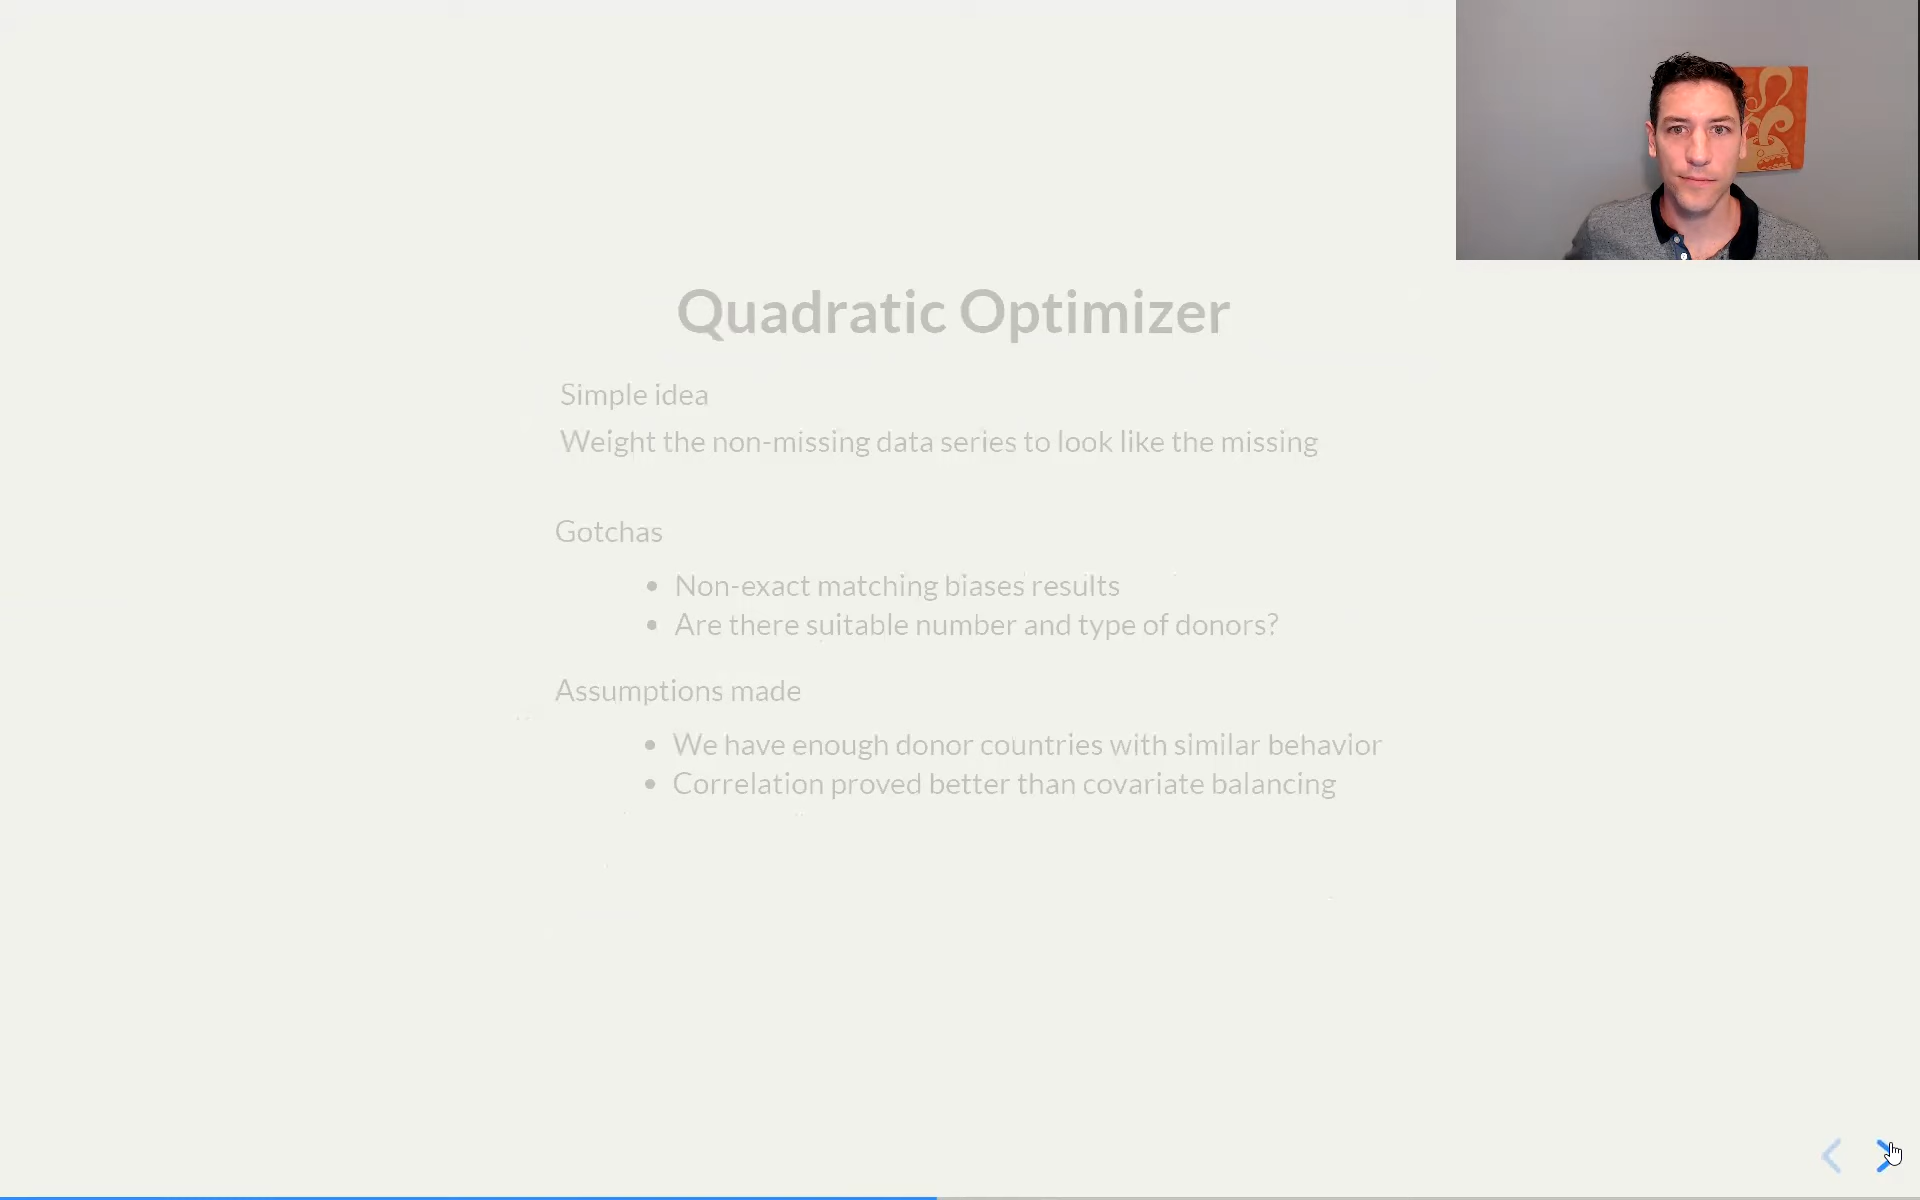 Quadratic Optimizer
Simple idea
Weight the non-missing data series to look like the missing
Gotchas
• Non-exact matching biases results
• Are there suitable number and type of donors?
Assumptions made
• We have enough donor countries with similar behavior
• Correlation proved better than covariate balancing